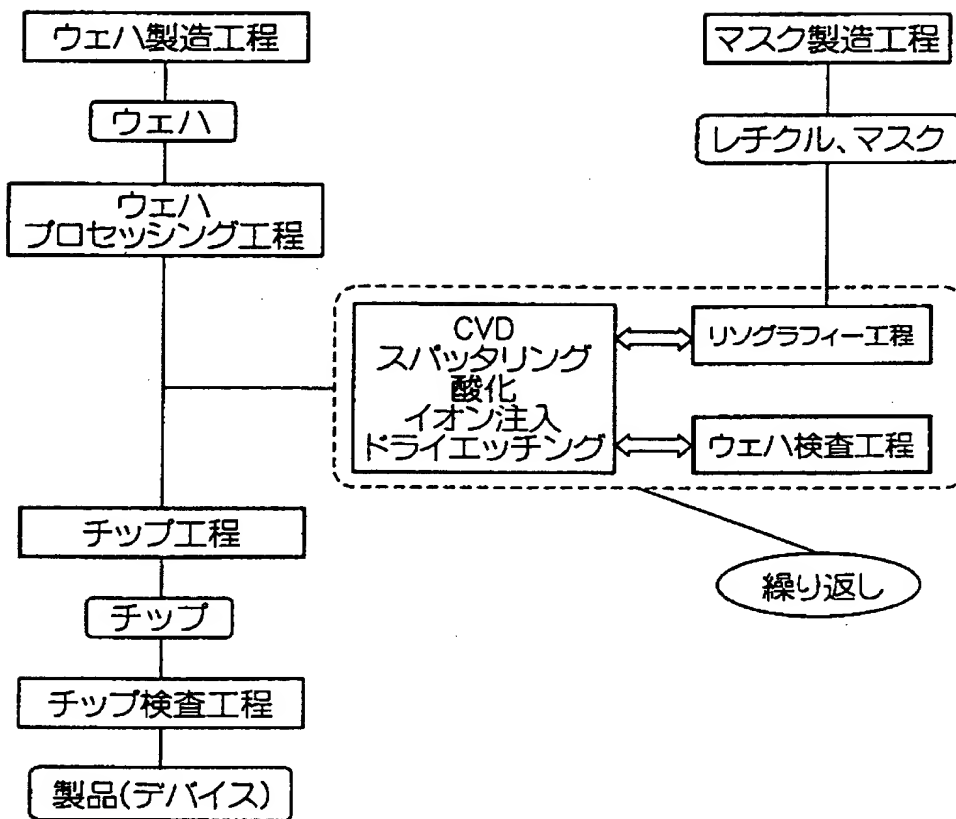 ウェハ製造工程
ウェハ
ウェハ
プロセッシング工程
マスク製造工程
レチクル、マスク
CVD
スパッタリング
酸化
イオン注入
ドライエッチング
リソグラフィー工程
ウェハ検査工程
繰り返し
チップ工程
チップ
チップ検査工程
製品(デバイス)